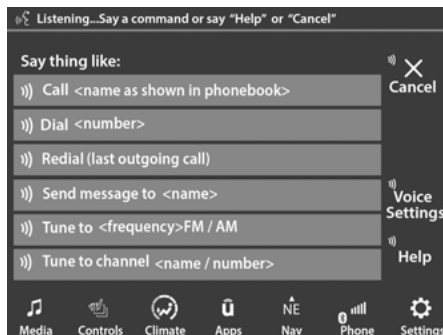 Listening...Say a command or say "Help" or "Cancel"
Say thing like:
Call <name as shown in phonebook>
Dial <number>
Redial (last outgoing call)
Send message to <name>
Tune to <frequency>FM / AM
Tune to channel <name / number>
Cancel
Voice
Settings
Help
NE
Media Controls Climate Apps Nav Phone Settings